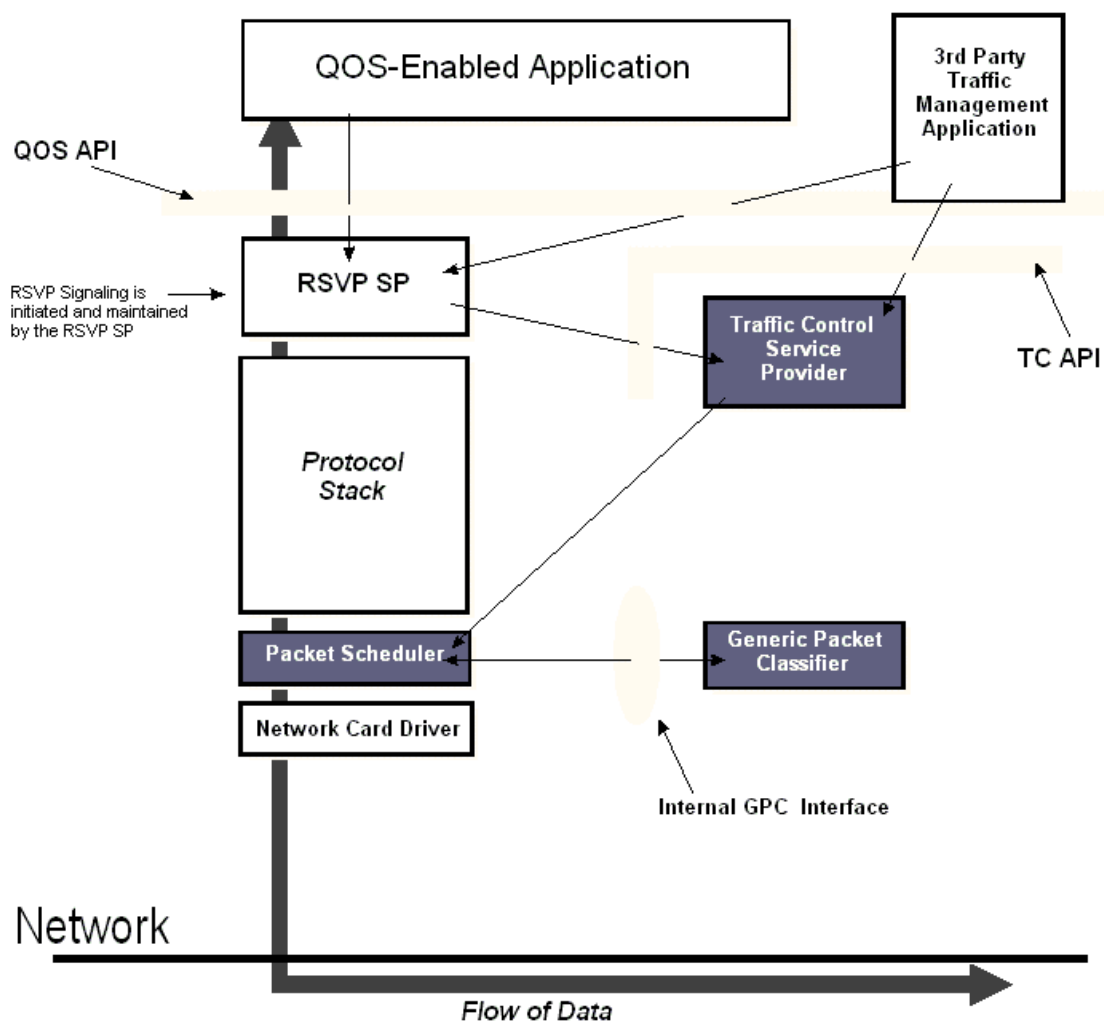 QOS-Enabled Application
3rd Party
Traffic
Management
Application
QOS API
RSVP SP
RSVP Signaling is
initiated and maintained
by the RSVP SP
Traffic Control
Service
Provider
TC API
Protocol
Stack
Packet Scheduler
Generic Packet
Classifier
Network Card Driver
Internal GPC Interface
Network
Flow of Data